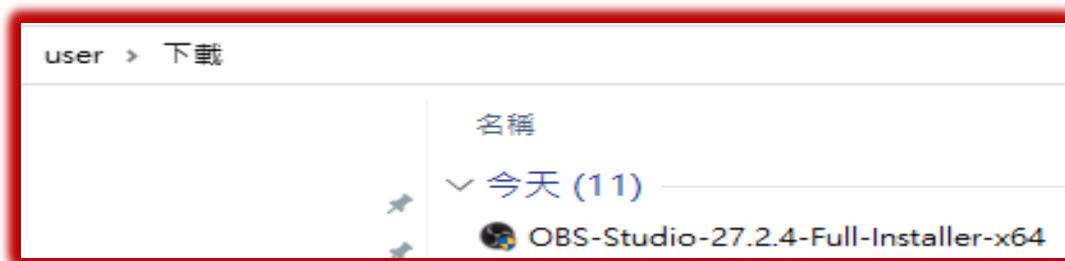 user > 下載
名稱
今天 (11)
OBS-Studio-27.2.4-Full-Installer-x64